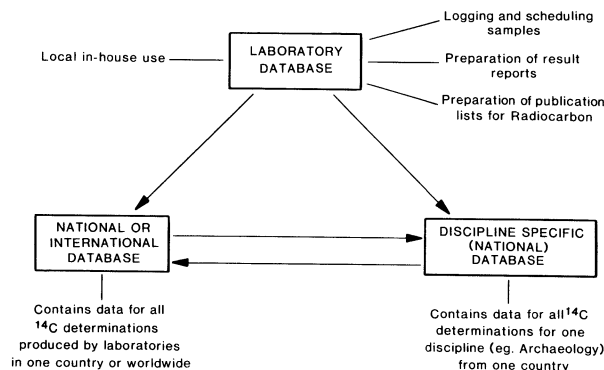 Logging and scheduling
samples
Local in-house use
LABORATORY
DATABASE
Preparation of result
reports
Preparation of publication
lists for Radiocarbon
NATIONAL OR
INTERNATIONAL
DATABASE
DISCIPLINE SPECIFIC
(NATIONAL)
DATABASE
Contains data for all
¹⁴C determinations
produced by laboratories
in one country or worldwide
Contains data for all ¹⁴C
determinations for one
discipline (eg. Archaeology)
from one country